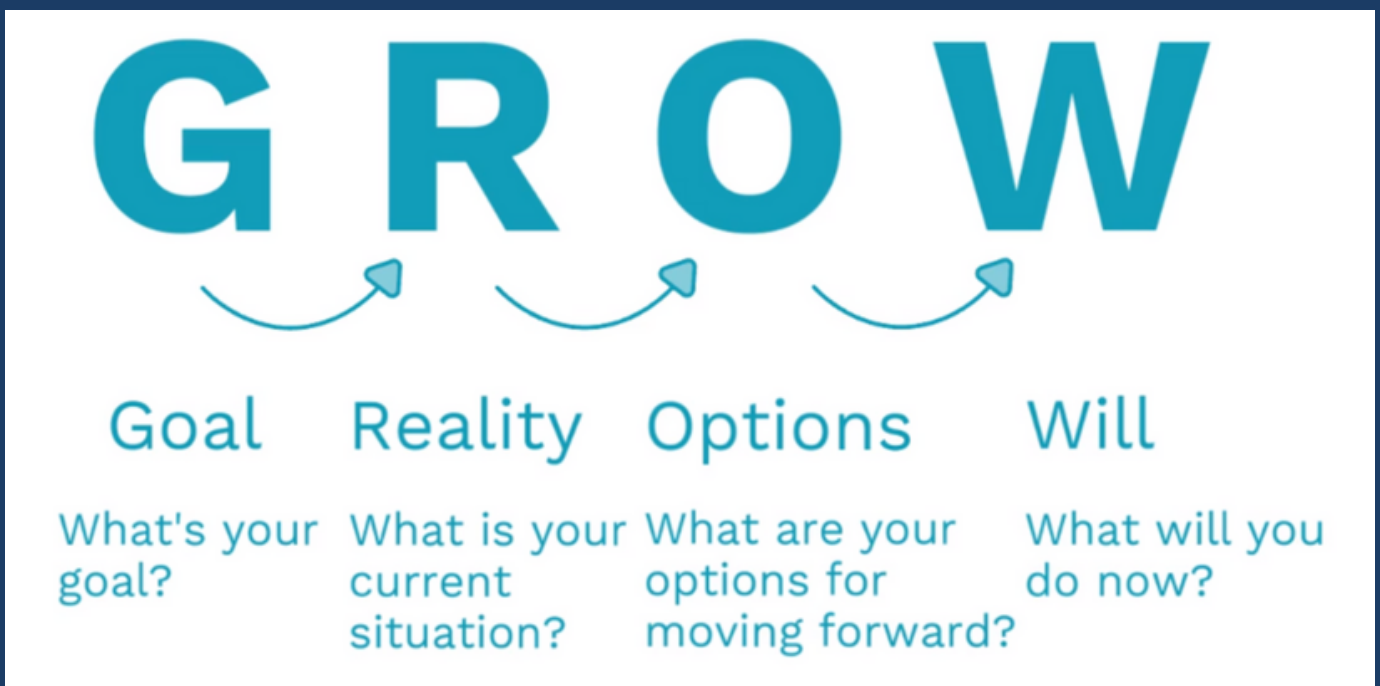 GROW
Goal
What's your
goal?
Reality
What is your
current
situation?
Options
What are your
options for
moving forward?
Will
What will you
do now?